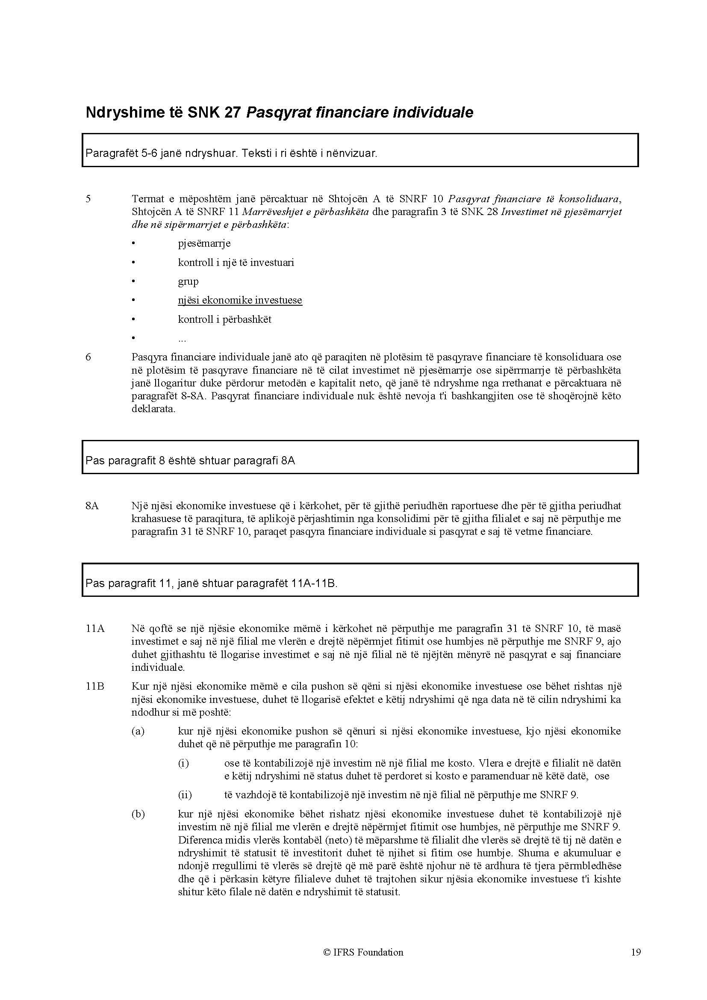 Ndryshime të SNK 27 Pasqyrat financiare individuale
Paragrafët 5-6 janë ndryshuar. Teksti i ri është i nënvizuar.
5 Termat e mëposhtëm janë përcaktuar në Shtojcën A të SNRF 10 Pasqyrat financiare të konsoliduara,
Shtojcën A të SNRF 11 Marrëveshjet e përbashkëta dhe paragrafin 3 të SNK 28 Investimet në pjesëmarrjet
dhe në sipërmarrjet e përbashkëta:
• pjesëmarrje
• kontroll i një të investuari
• grup
• njësi ekonomike investuese
• kontroll i përbashkët
• ...
6 Pasqyra financiare individuale janë ato që paraqiten në plotësim të pasqyrave financiare të konsoliduara ose
në plotësim të pasqyrave financiare në të cilat investimet në pjesëmarrje ose sipërrmarrje të përbashkëta
janë llogaritur duke përdorur metodën e kapitalit neto, që janë të ndryshme nga rrethanat e përcaktuara në
paragrafët 8-8A. Pasqyrat financiare individuale nuk është nevoja t'i bashkangjiten ose të shoqërojnë këto
deklarata.
Pas paragrafit 8 është shtuar paragrafi 8A
8A Një njësi ekonomike investuese që i kërkohet, për të gjithë periudhën raportuese dhe për të gjitha periudhat
krahasuese të paraqitura, të aplikojë përjashtimin nga konsolidimi për të gjitha filialet e saj në përputhje me
paragrafin 31 të SNRF 10, paraqet pasqyra financiare individuale si pasqyrat e saj të vetme financiare.
Pas paragrafit 11, janë shtuar paragrafët 11A-11B.
11A Në qoftë se një njësie ekonomike mëmë i kërkohet në përputhje me paragrafin 31 të SNRF 10, të masë
investimet e saj në një filial me vlerën e drejtë nëpërmjet fitimit ose humbjes në përputhje me SNRF 9, ajo
duhet gjithashtu të llogarise investimet e saj në një filial në të njëjtën mënyrë në pasqyrat e saj financiare
individuale.
11B Kur një njësi ekonomike mëmë e cila pushon së qëni si njësi ekonomike investuese ose bëhet rishtas një
njësi ekonomike investuese, duhet të llogarisë efektet e këtij ndryshimi që nga data në të cilin ndryshimi ka
ndodhur si më poshtë:
(a) kur një njësi ekonomike pushon së qënuri si njësi ekonomike investuese, kjo njësi ekonomike
duhet që në përputhje me paragrafin 10:
(i) ose të kontabilizojë një investim në një filial me kosto. Vlera e drejtë e filialit në datën
e këtij ndryshimi në status duhet të perdoret si kosto e paramenduar në këtë datë, ose
(ii) të vazhdojë të kontabilizojë një investim në një filial në përputhje me SNRF 9.
(b) kur një njësi ekonomike bëhet rishatz njësi ekonomike investuese duhet të kontabilizojë një
investim në një filial me vlerën e drejtë nëpërmjet fitimit ose humbjes, në përputhje me SNRF 9.
Diferenca midis vlerës kontabël (neto) të mëparshme të filialit dhe vlerës së drejtë të tij në datën e
ndryshimit të statusit të investitorit duhet të njihet si fitim ose humbje. Shuma e akumuluar e
ndonjë rregullimi të vlerës së drejtë që më parë është njohur në të ardhura të tjera përmbledhëse
dhe që i përkasin këtyre filialeve duhet të trajtohen sikur njësia ekonomike investuese t'i kishte
shitur këto filale në datën e ndryshimit të statusit.
© IFRS Foundation 19